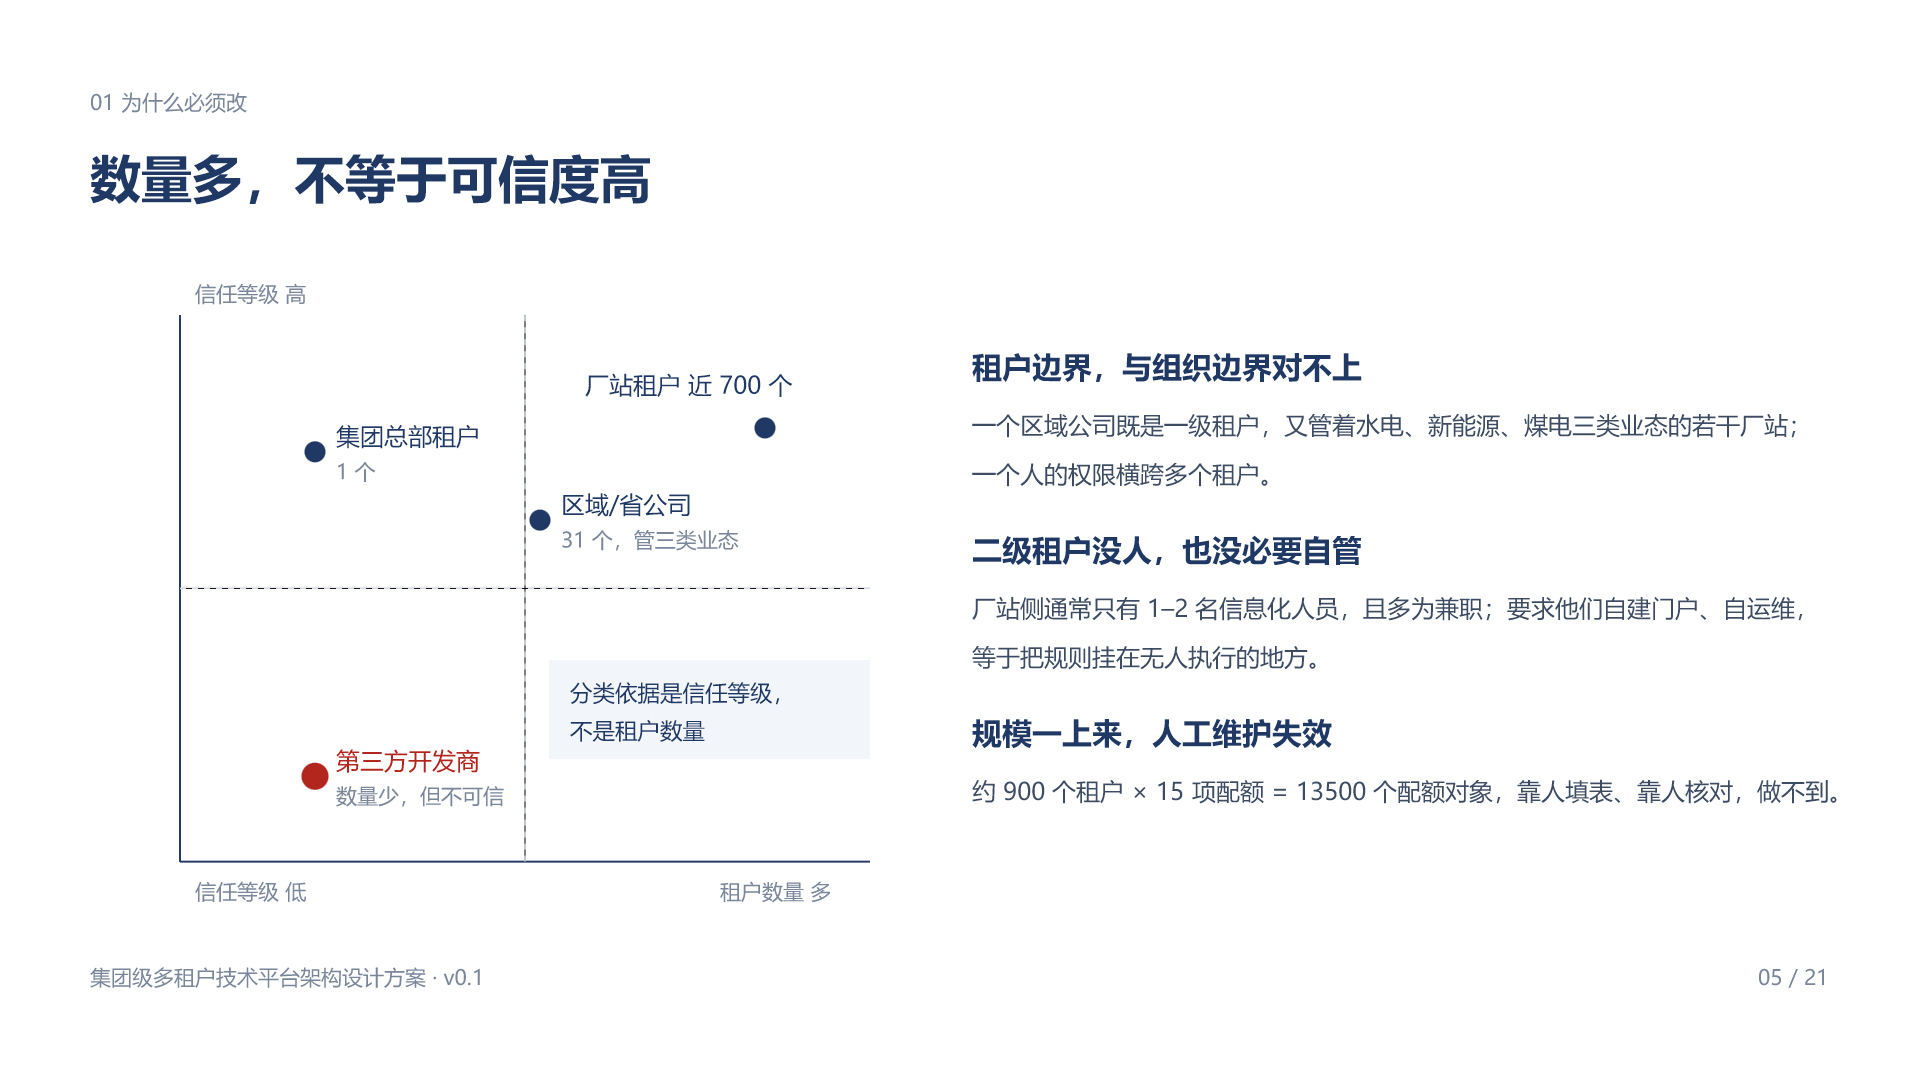 01 为什么必须改
数量多，不等于可信度高
信任等级 高
厂站租户 近 700 个
集团总部租户
1 个
区域/省公司
31 个，管三类业态
分类依据是信任等级，
不是租户数量
第三方开发商
数量少，但不可信
信任等级 低
租户数量 多
租户边界，与组织边界对不上
一个区域公司既是一级租户，又管着水电、新能源、煤电三类业态的若干厂站；
一个人的权限横跨多个租户。
二级租户没人，也没必要自管
厂站侧通常只有 1–2 名信息化人员，且多为兼职；要求他们自建门户、自运维，
等于把规则挂在无人执行的地方。
规模一上来，人工维护失效
约 900 个租户 × 15 项配额 = 13500 个配额对象，靠人填表、靠人核对，做不到。
集团级多租户技术平台架构设计方案 · v0.1
05 / 21